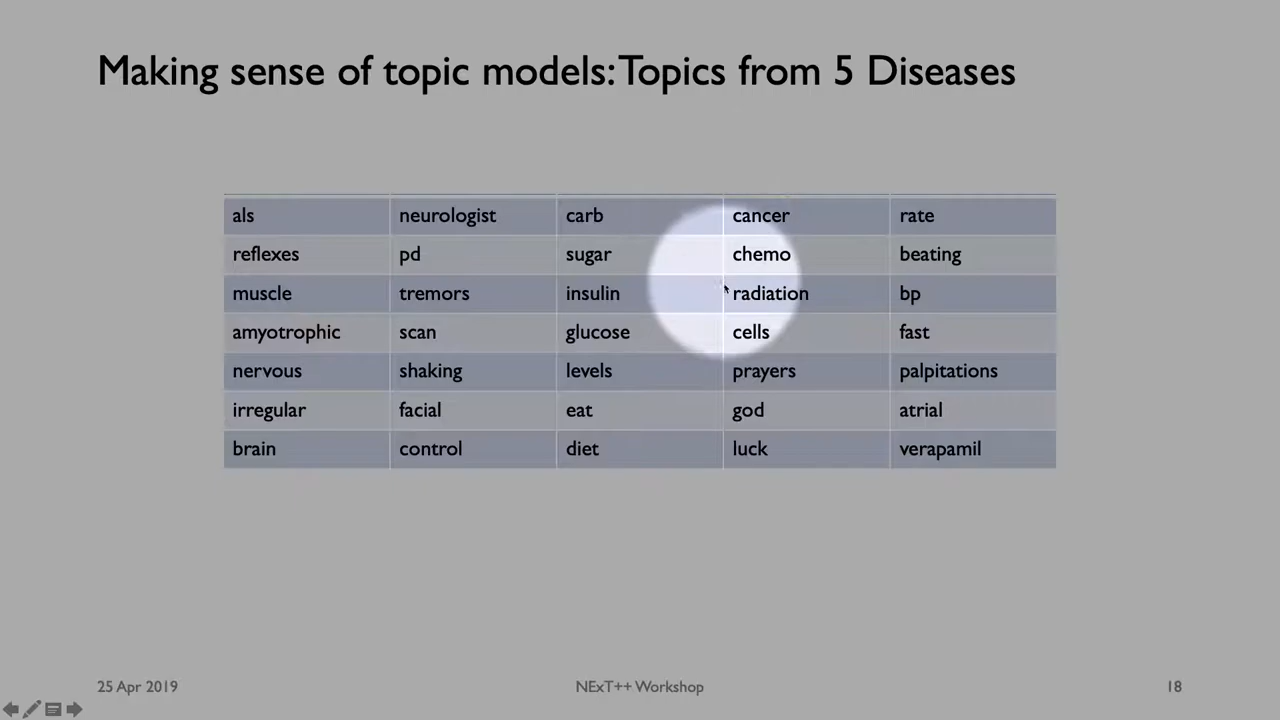 Making sense of topic models: Topics from 5 Diseases
als neurologist carb cancer rate
reflexes pd sugar chemo beating
muscle tremors insulin radiation bp
amyotrophic scan glucose cells fast
nervous shaking levels prayers palpitations
irregular facial eat god atrial
brain control diet luck verapamil
25 Apr 2019 NExT++ Workshop 18